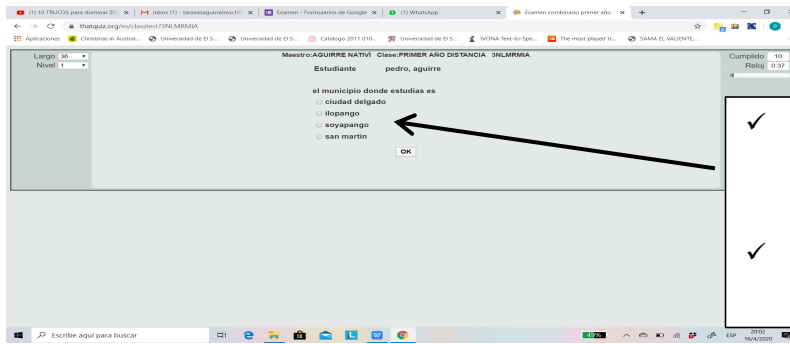 (1) 10 TRUCOS para dominar ZO
Inbox (1) - tareasaguirreinso10
Examen - Formularios de Google
(1) WhatsApp
Examen combinado primer año
thatquiz.org/es/classtest?3NLMRMIA
Aplicaciones
Christmas in Austral...
Universidad de El S...
Universidad de El S...
Catalogo 2011 010...
Universidad de El S...
IVONA Text-to-Spe...
The most played tr...
SAMA EL VALIENTE...
Largo 36
Nivel 1
Maestro:AGUIRRE NATIVÍ Clase:PRIMER AÑO DISTANCIA 3NLMRMIA
Cumplido 10
Reloj 0:37
Estudiante pedro, aguirre
el municipio donde estudias es
ciudad delgado
ilopango
soyapango
san martin
OK
Escribe aquí para buscar
49%
ESP
20:02
16/4/2020